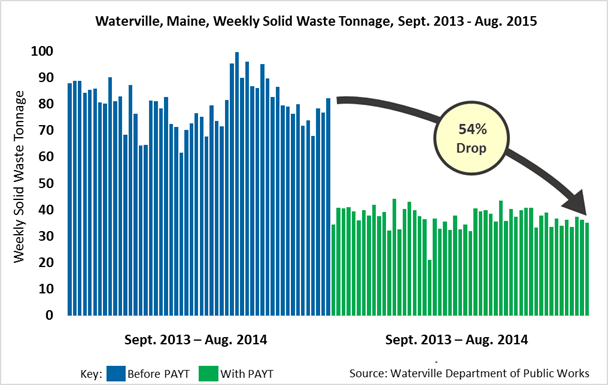 Waterville, Maine, Weekly Solid Waste Tonnage, Sept. 2013 - Aug. 2015
Weekly Solid Waste Tonnage
100
90
80
70
60
50
40
30
20
10
0
54%
Drop
Sept. 2013 – Aug. 2014
Sept. 2013 – Aug. 2014
Key: Before PAYT With PAYT
Source: Waterville Department of Public Works